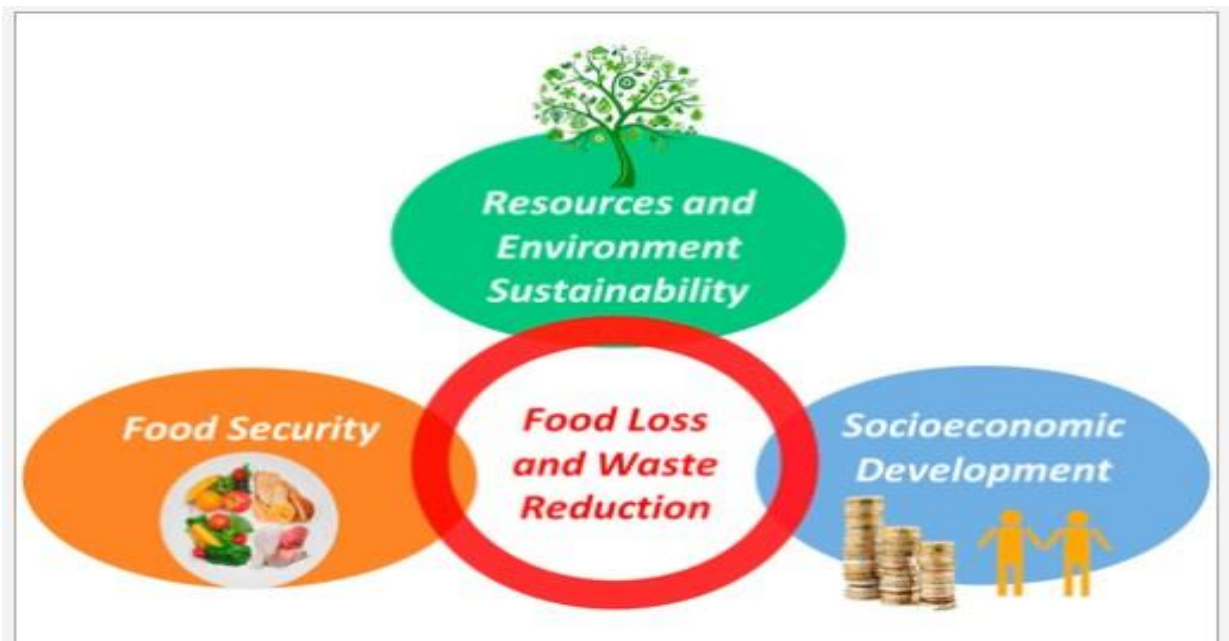 Resources and
Environment
Sustainability
Food Security
Food Loss
and Waste
Reduction
Socioeconomic
Development